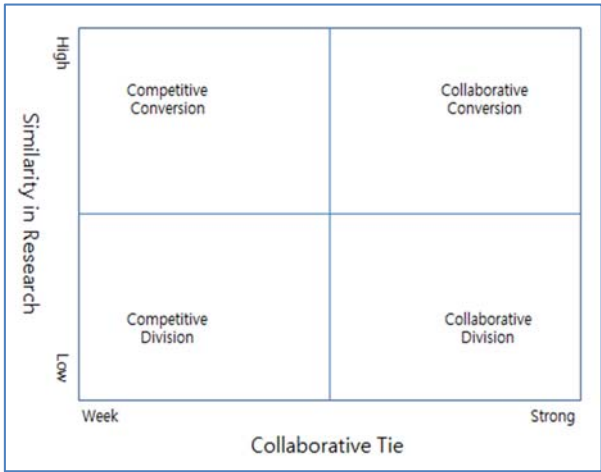 High
Similarity in Research
Low
Competitive
Conversion
Collaborative
Conversion
Competitive
Division
Collaborative
Division
Week
Strong
Collaborative Tie